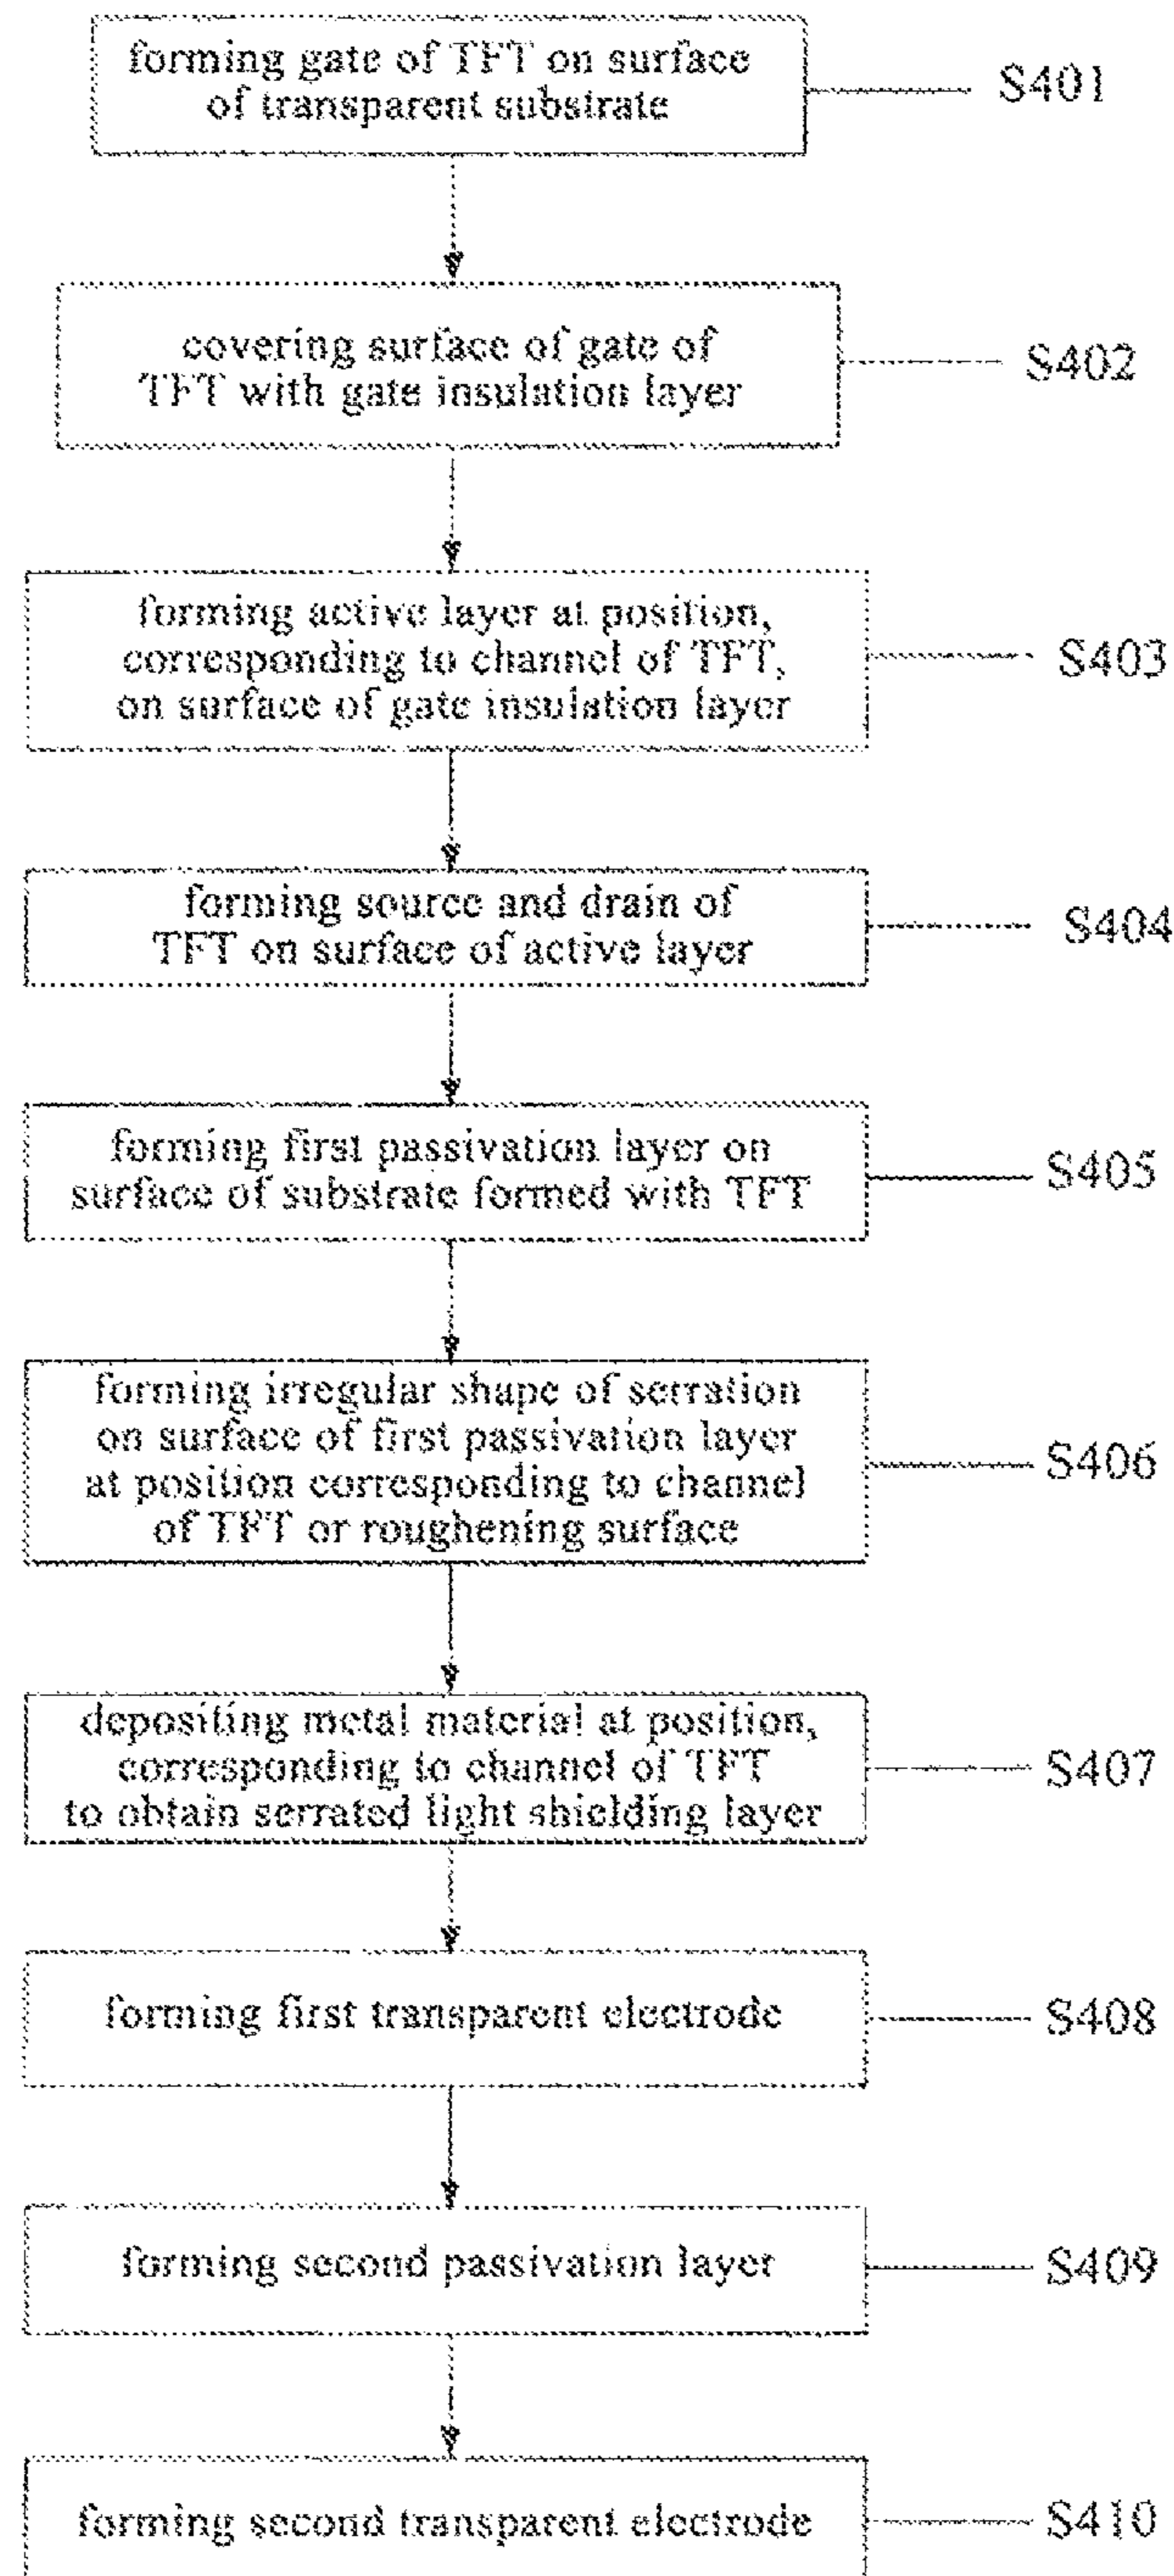 forming gate of TFT on surface
of transparent substrate
S401
covering surface of gate of
TFT with gate insulation layer
S402
forming active layer at position,
corresponding to channel of TFT,
on surface of gate insulation layer
S403
forming source and drain of
TFT on surface of active layer
S404
forming first passivation layer on
surface of substrate formed with TFT
S405
forming irregular shape of serration
on surface of first passivation layer
at position corresponding to channel
of TFT or roughening surface
S406
depositing metal material at position,
corresponding to channel of TFT
to obtain serrated light shielding layer
S407
forming first transparent electrode
S408
forming second passivation layer
S409
forming second transparent electrode
S410